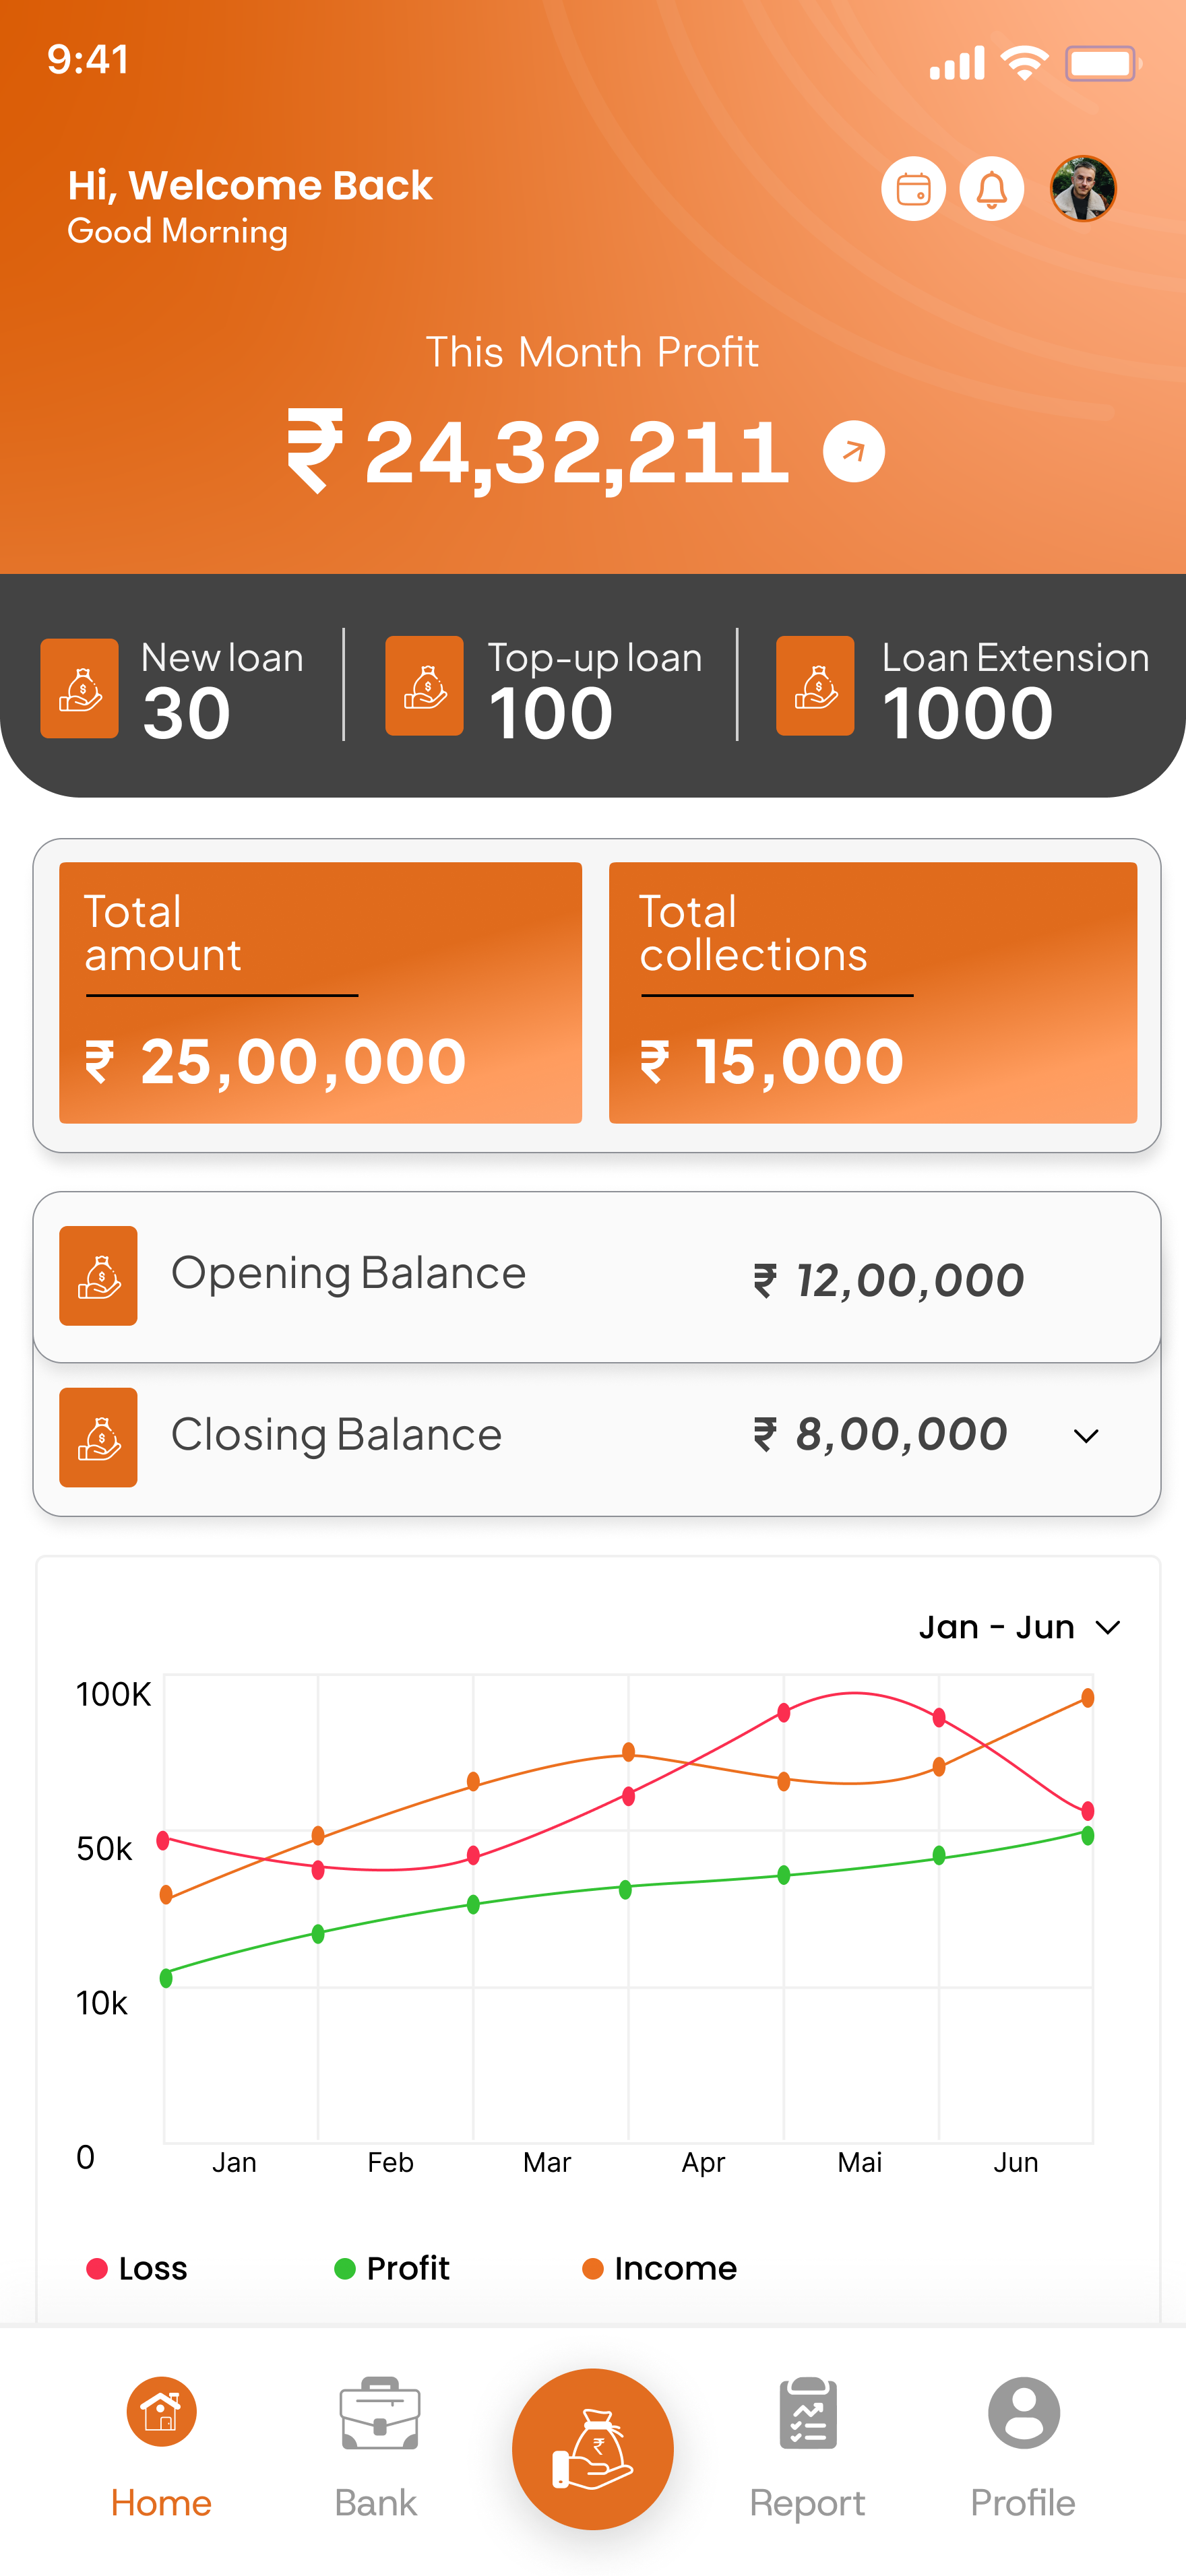 9:41
Hi, Welcome Back
Good Morning
This Month Profit
₹ 24,32,211
New loan
30
Top-up loan
100
Loan Extension
1000
Total
amount
₹ 25,00,000
Total
collections
₹ 15,000
Opening Balance ₹ 12,00,000
Closing Balance ₹ 8,00,000
Jan - Jun
100K
50k
10k
0
Jan Feb Mar Apr Mai Jun
Loss Profit Income
Home Bank Report Profile